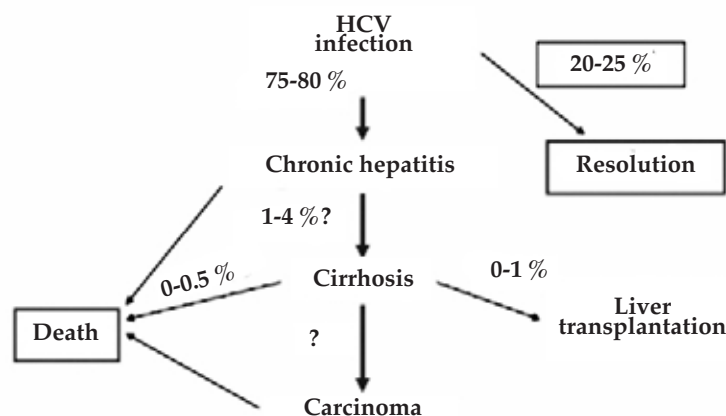 HCV
infection
20-25 %
75-80 %
Chronic hepatitis
Resolution
1-4 %?
0-0.5 %
Cirrhosis
0-1 %
Death
?
Liver
transplantation
Carcinoma